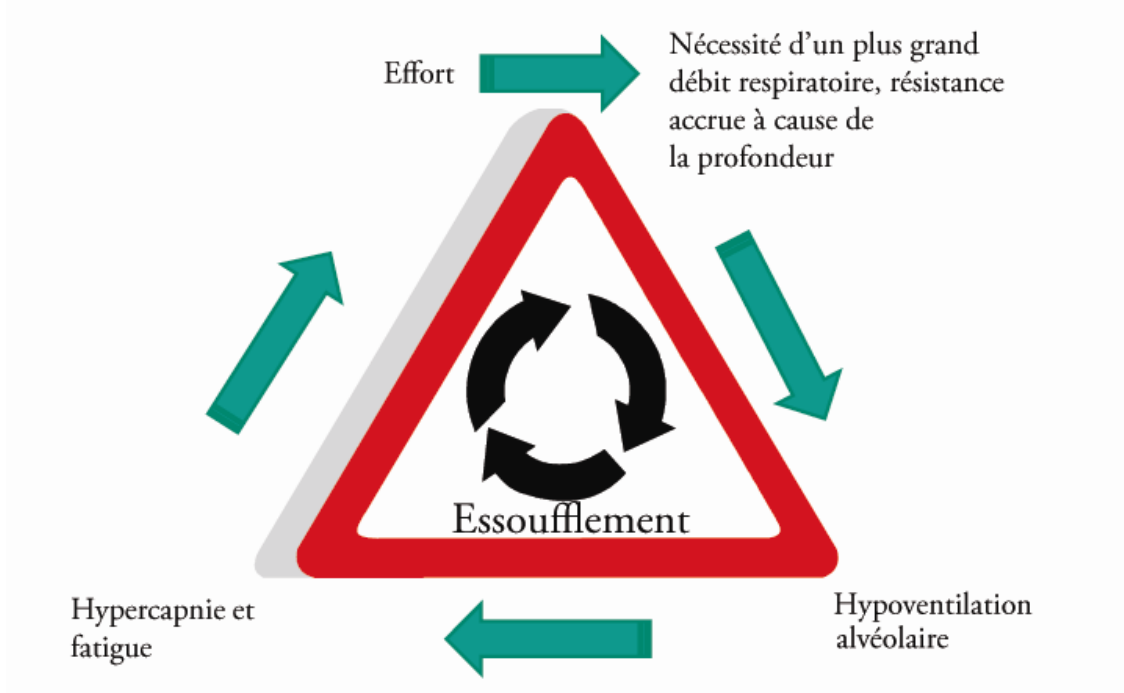 Effort
Nécessité d'un plus grand
débit respiratoire, résistance
accrue à cause de
la profondeur
Essoufflement
Hypercapnie et
fatigue
Hypoventilation
alvéolaire